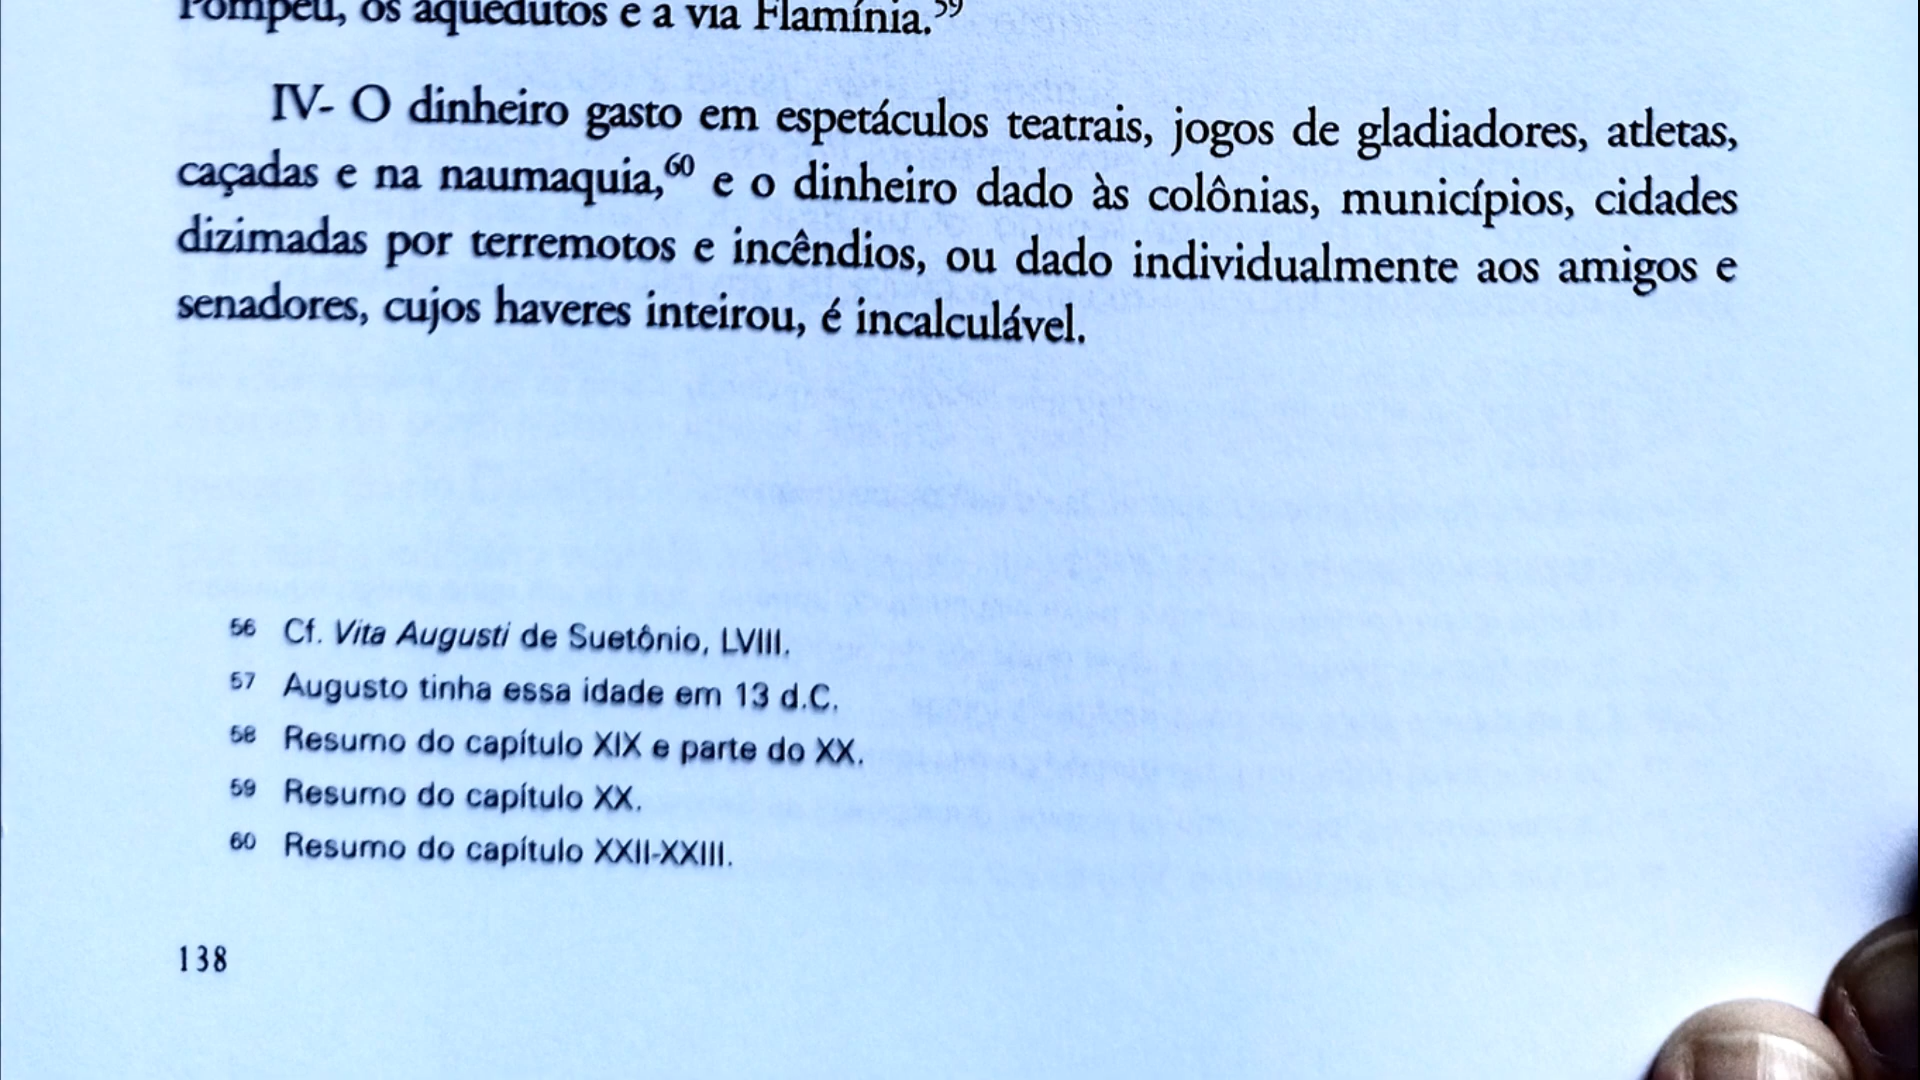 Pompeu, os aquedutos e a via Flamínia.⁵⁹
IV- O dinheiro gasto em espetáculos teatrais, jogos de gladiadores, atletas,
caçadas e na naumaquia,⁶⁰ e o dinheiro dado às colônias, municípios, cidades
dizimadas por terremotos e incêndios, ou dado individualmente aos amigos e
senadores, cujos haveres inteirou, é incalculável.
56 Cf. Vita Augusti de Suetônio, LVIII.
57 Augusto tinha essa idade em 13 d.C.
58 Resumo do capítulo XIX e parte do XX.
59 Resumo do capítulo XX.
60 Resumo do capítulo XXII-XXIII.
138